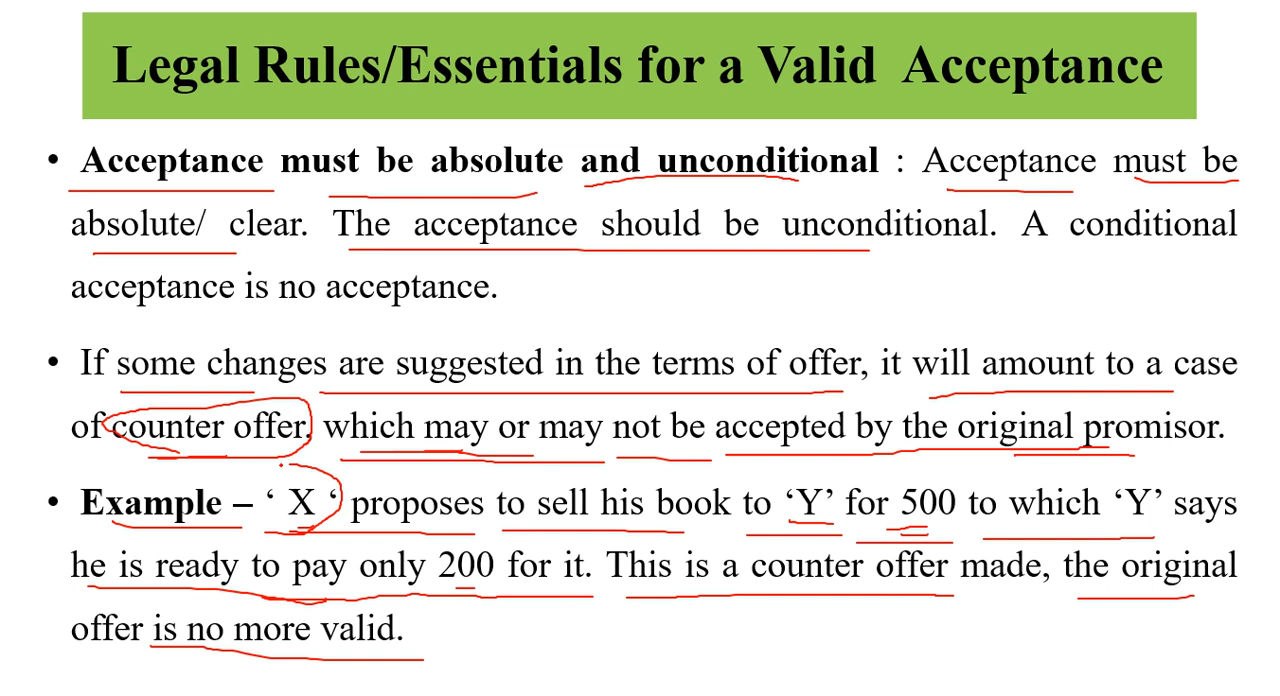 Legal Rules/Essentials for a Valid Acceptance
• Acceptance must be absolute and unconditional : Acceptance must be
absolute/ clear. The acceptance should be unconditional. A conditional
acceptance is no acceptance.
• If some changes are suggested in the terms of offer, it will amount to a case
of counter offer, which may or may not be accepted by the original promisor.
• Example – ‘ X ‘ proposes to sell his book to ‘Y’ for 500 to which ‘Y’ says
he is ready to pay only 200 for it. This is a counter offer made, the original
offer is no more valid.